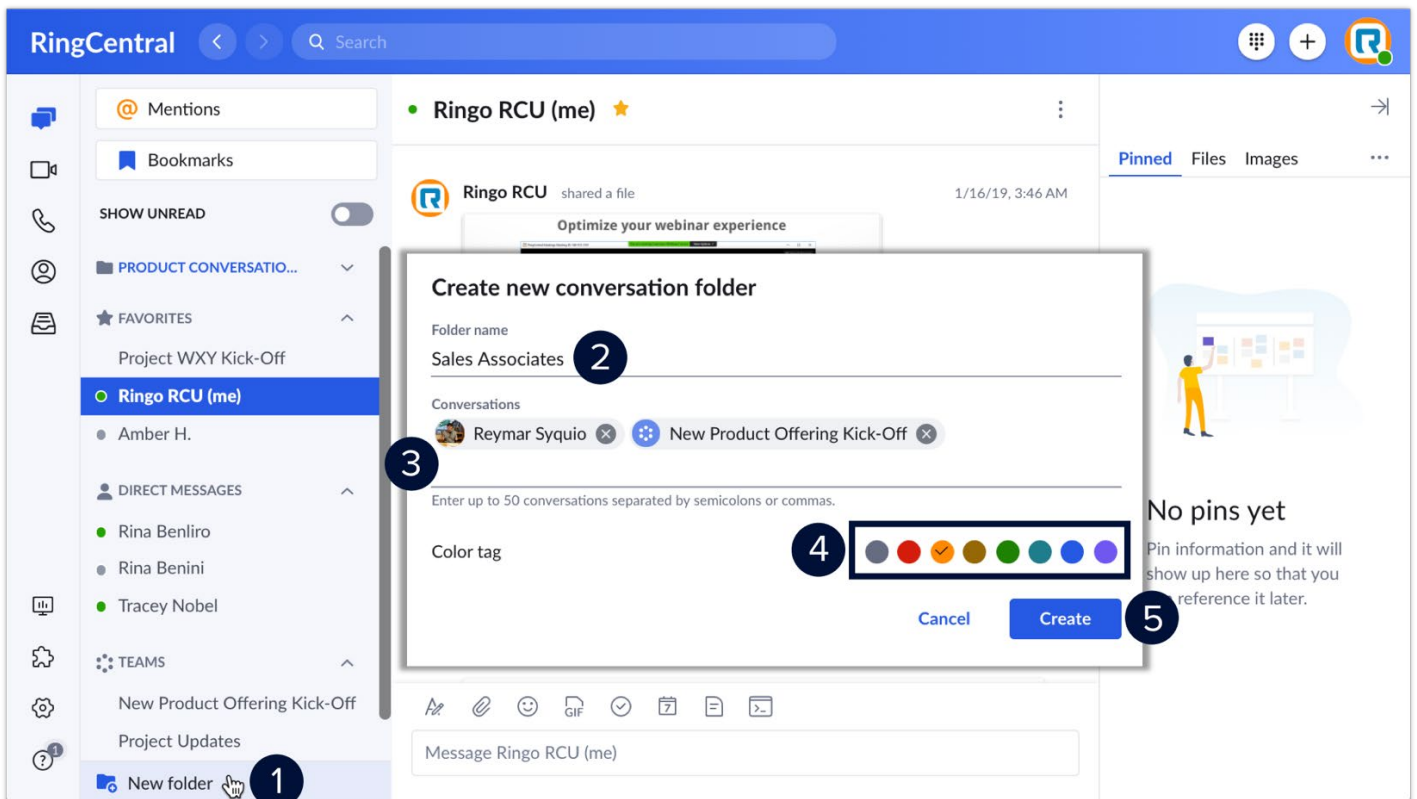 RingCentral
Search
@ Mentions
Bookmarks
SHOW UNREAD
PRODUCT CONVERSATIO...
FAVORITES
Project WXY Kick-Off
Ringo RCU (me)
Amber H.
DIRECT MESSAGES
Rina Benliro
Rina Benini
Tracey Nobel
TEAMS
New Product Offering Kick-Off
Project Updates
New folder
1
Ringo RCU (me)
Ringo RCU shared a file 1/16/19, 3:46 AM
Optimize your webinar experience
Create new conversation folder
Folder name
Sales Associates 2
Conversations
Reymar Syquio New Product Offering Kick-Off
3
Enter up to 50 conversations separated by semicolons or commas.
Color tag 4
Cancel Create 5
GIF 7
Message Ringo RCU (me)
Pinned Files Images
No pins yet
Pin information and it will
show up here so that you
reference it later.
1